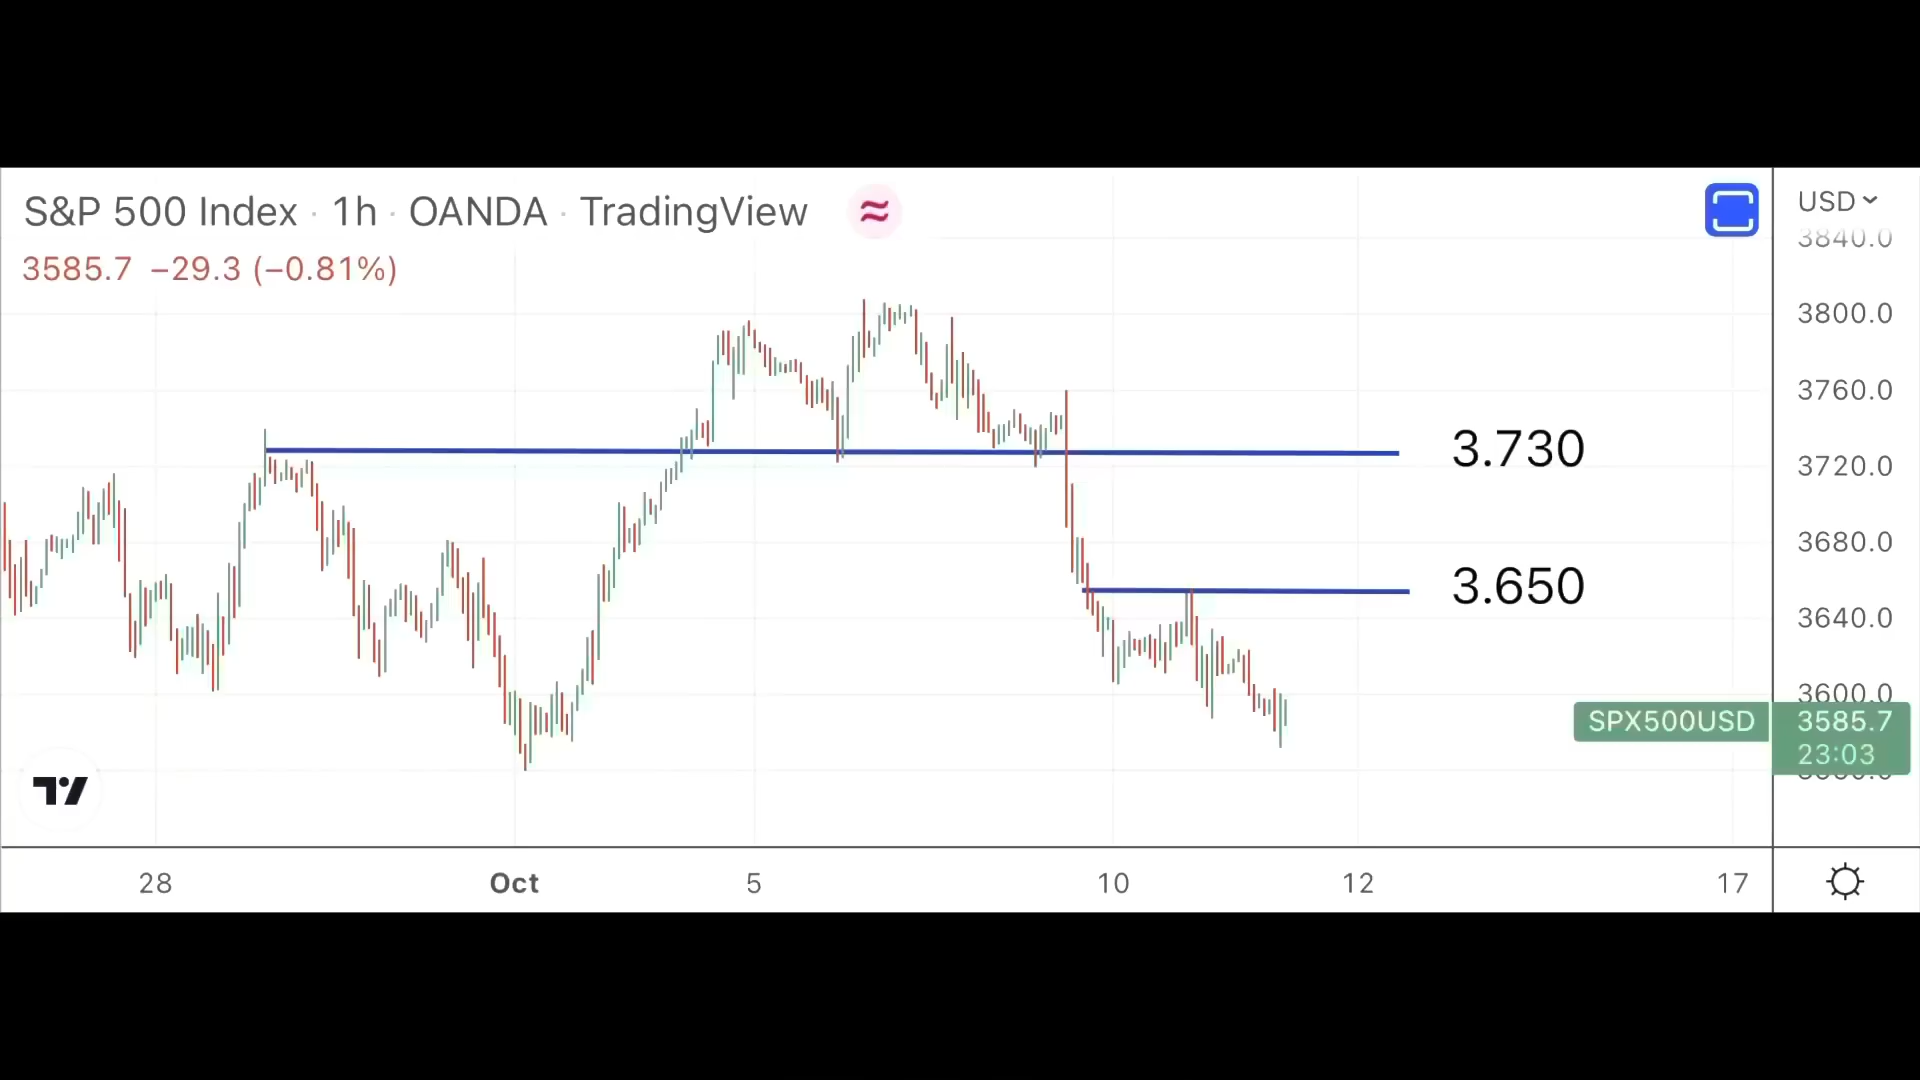 S&P 500 Index · 1h · OANDA · TradingView
3585.7 −29.3 (−0.81%)
USD
3840.0
3800.0
3760.0
3.730
3720.0
3680.0
3.650
3640.0
3600.0
SPX500USD 3585.7
23:03
28 Oct 5 10 12 17